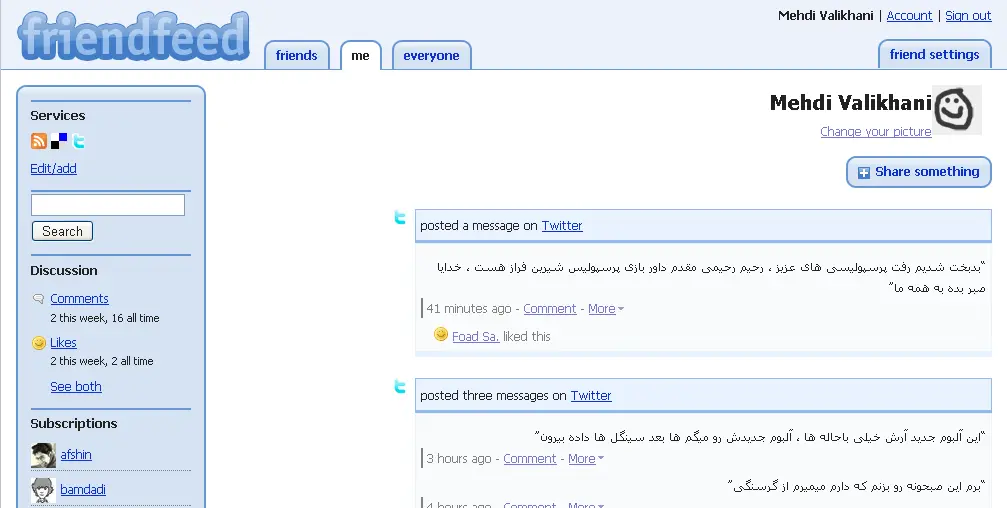 friendfeed
friends
me
everyone
Mehdi Valikhani | Account | Sign out
friend settings
Services
Edit/add
Search
Discussion
Comments
2 this week, 16 all time
Likes
2 this week, 2 all time
See both
Subscriptions
afshin
bamdadi
Mehdi Valikhani
Change your picture
Share something
posted a message on Twitter
“بدبخت شدیم رفت پرسپولیسی های عزیز ، رحیم رحیمی مقدم داور بازی پرسپولیس شیرین فراز هست ، خدایا
صبر بده به همه ما”
41 minutes ago - Comment - More
Foad Sa. liked this
posted three messages on Twitter
“این آلبوم جدید آرش خیلی باحاله ها ، آلبوم جدیدش رو میگم ها بعد سینگل ها داده بیرون”
3 hours ago - Comment - More
“برم این صبحونه رو بزنم که دارم میمیرم از گرسنگی”
4 hours ago - Comment - More